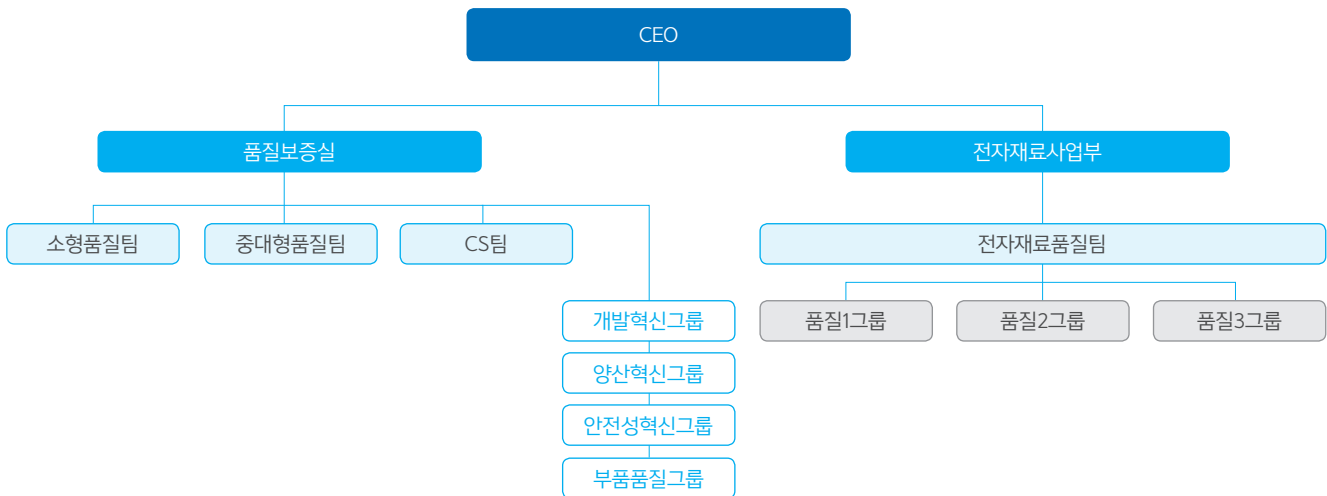 CEO
품질보증실
전자재료사업부
소형품질팀
중대형품질팀
CS팀
전자재료품질팀
개발혁신그룹
품질1그룹
품질2그룹
품질3그룹
양산혁신그룹
안전성혁신그룹
부품품질그룹